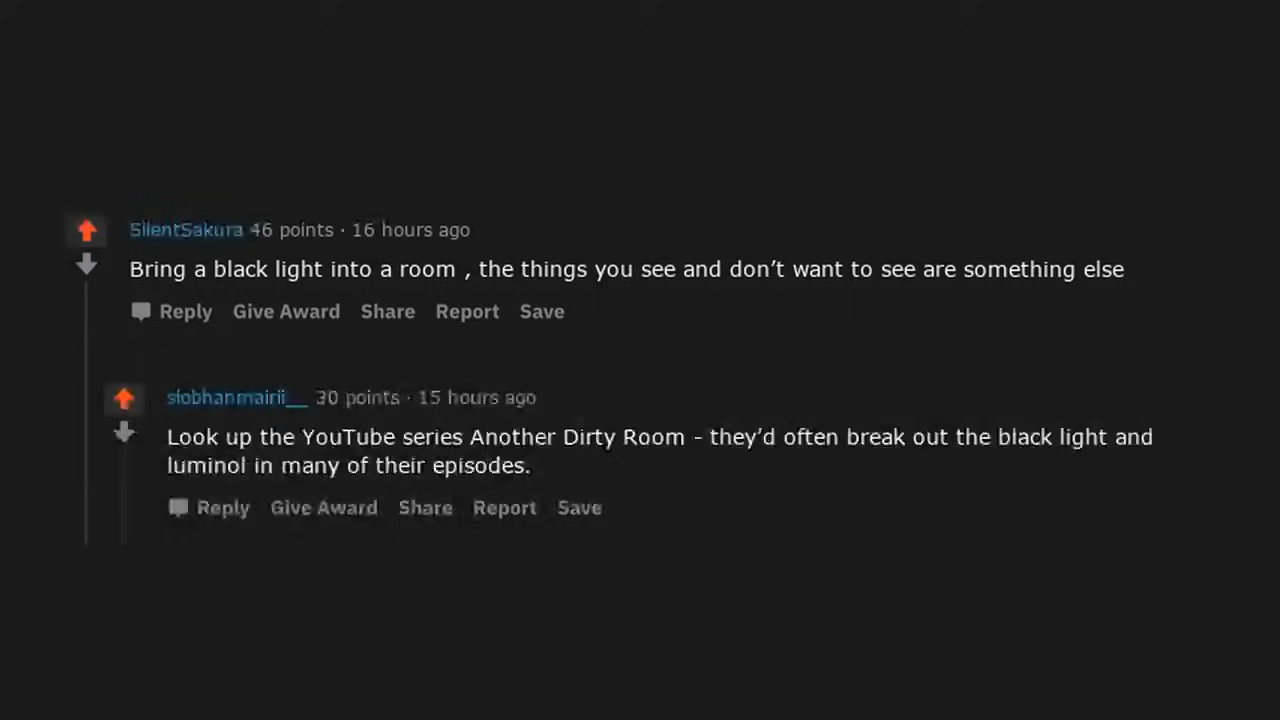 SilentSakura 46 points · 16 hours ago
Bring a black light into a room , the things you see and don’t want to see are something else
Reply Give Award Share Report Save
siobhanmairii__ 30 points · 15 hours ago
Look up the YouTube series Another Dirty Room - they’d often break out the black light and
luminol in many of their episodes.
Reply Give Award Share Report Save